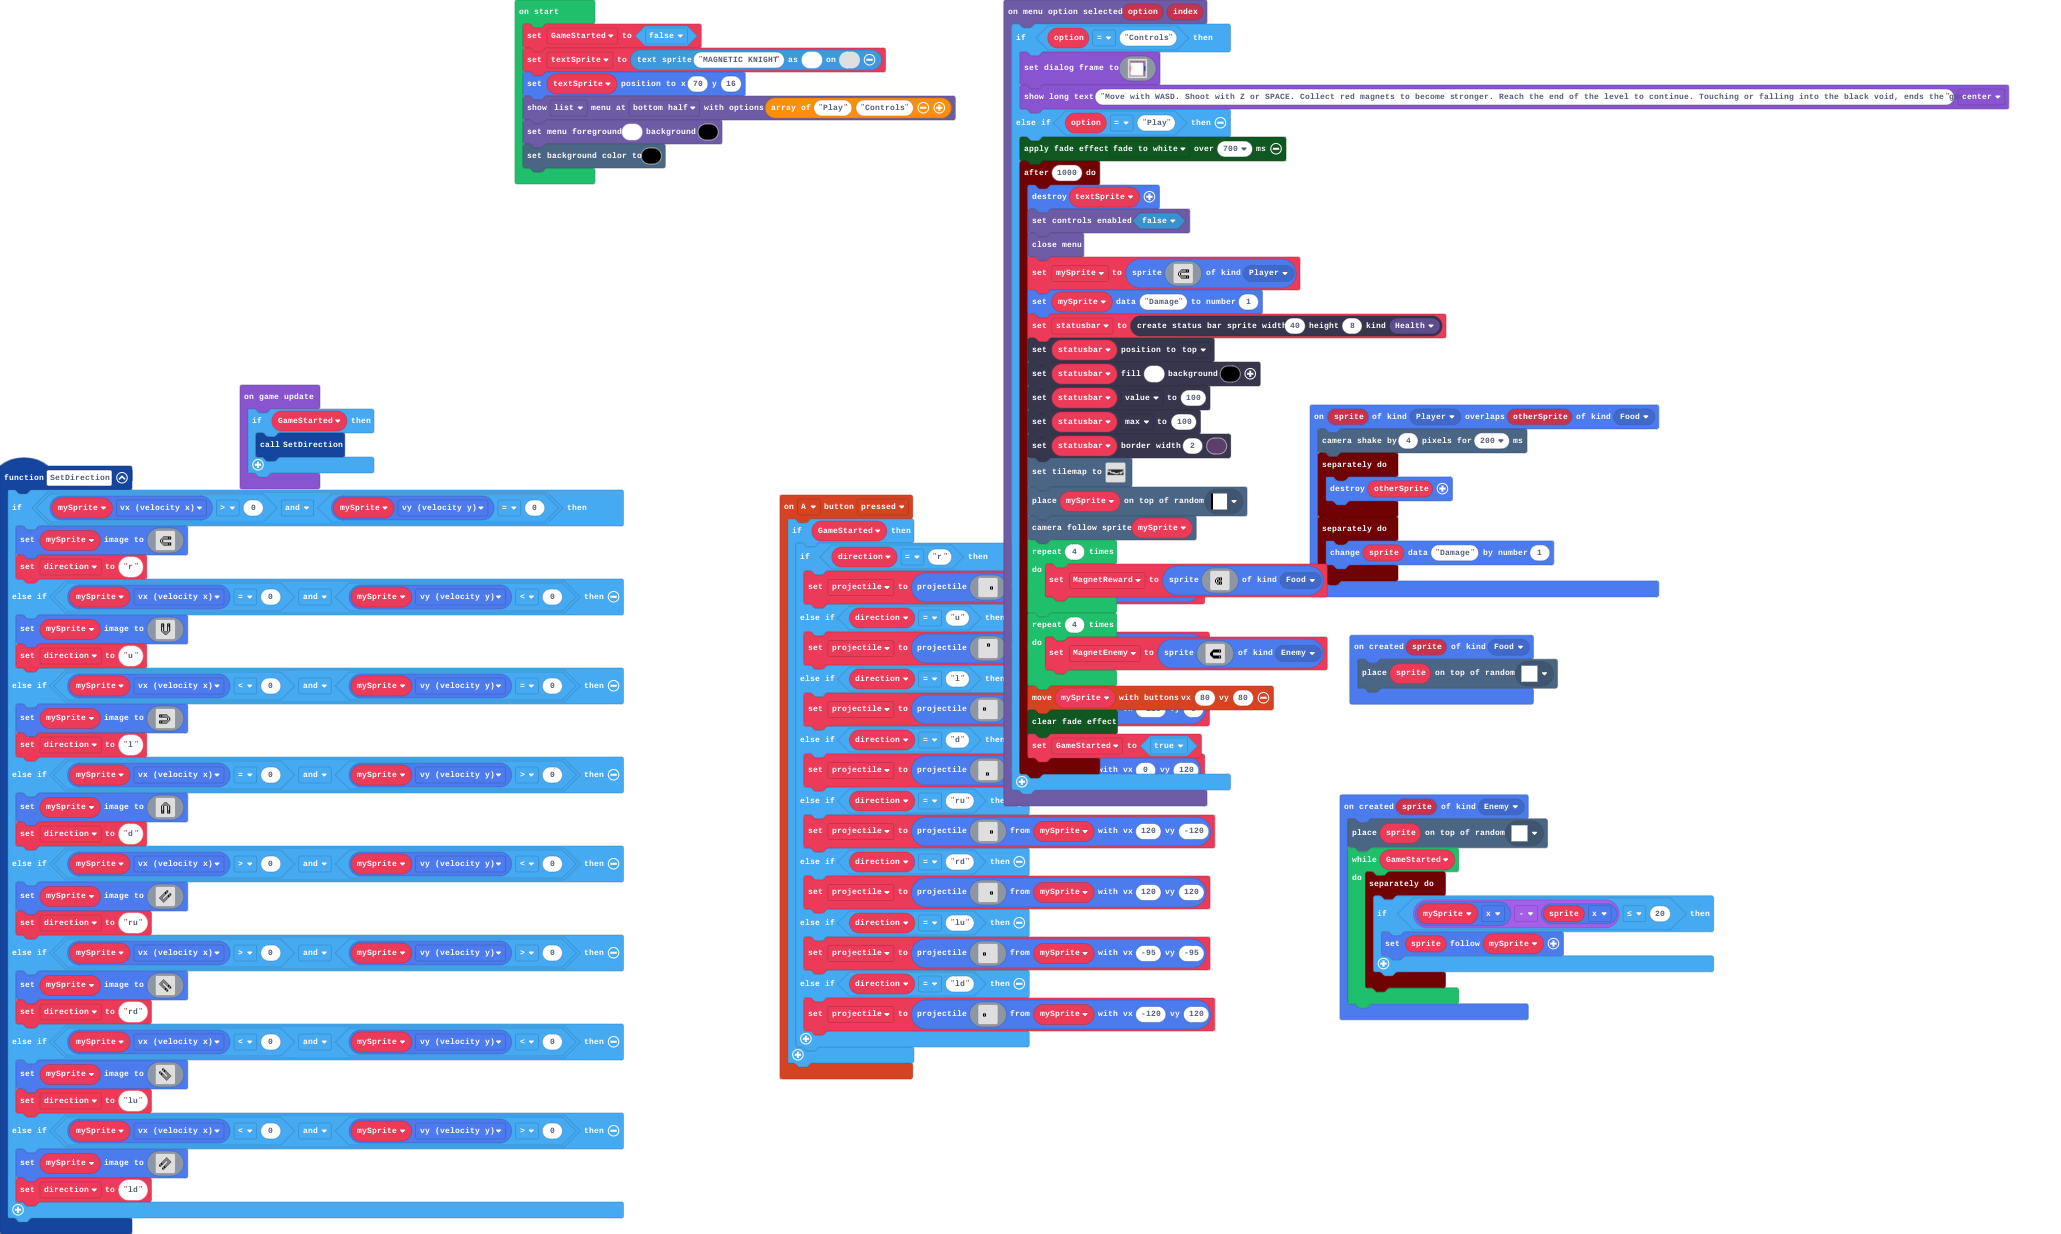 on start
set GameStarted to false
set textSprite to text sprite "MAGNETIC KNIGHT" as on
set textSprite position to x 70 y 16
show list menu at bottom half with options array of "Play" "Controls"
set menu foreground background
set background color to
on game update
if GameStarted then
call SetDirection
function SetDirection
if mySprite vx (velocity x) > 0 and mySprite vy (velocity y) = 0 then
set mySprite image to
set direction to "r"
else if mySprite vx (velocity x) = 0 and mySprite vy (velocity y) < 0 then
set mySprite image to
set direction to "u"
else if mySprite vx (velocity x) < 0 and mySprite vy (velocity y) = 0 then
set mySprite image to
set direction to "l"
else if mySprite vx (velocity x) = 0 and mySprite vy (velocity y) > 0 then
set mySprite image to
set direction to "d"
else if mySprite vx (velocity x) > 0 and mySprite vy (velocity y) < 0 then
set mySprite image to
set direction to "ru"
else if mySprite vx (velocity x) > 0 and mySprite vy (velocity y) > 0 then
set mySprite image to
set direction to "rd"
else if mySprite vx (velocity x) < 0 and mySprite vy (velocity y) < 0 then
set mySprite image to
set direction to "lu"
else if mySprite vx (velocity x) < 0 and mySprite vy (velocity y) > 0 then
set mySprite image to
set direction to "ld"
on A button pressed
if GameStarted then
if direction = "r" then
set projectile to projectile
else if direction = "u" then
set projectile to projectile
else if direction = "l" then
set projectile to projectile
else if direction = "d" then
set projectile to projectile with vx 0 vy 120
else if direction = "ru" the
set projectile to projectile from mySprite with vx 120 vy -120
else if direction = "rd" then
set projectile to projectile from mySprite with vx 120 vy 120
else if direction = "lu" then
set projectile to projectile from mySprite with vx -95 vy -95
else if direction = "ld" then
set projectile to projectile from mySprite with vx -120 vy 120
on menu option selected option index
if option = "Controls" then
set dialog frame to
show long text "Move with WASD. Shoot with Z or SPACE. Collect red magnets to become stronger. Reach the end of the level to continue. Touching or falling into the black void, ends the center
else if option = "Play" then
apply fade effect fade to white over 700 ms
after 1000 do
destroy textSprite
set controls enabled false
close menu
set mySprite to sprite of kind Player
set mySprite data "Damage" to number 1
set statusbar to create status bar sprite width 40 height 8 kind Health
set statusbar position to top
set statusbar fill background
set statusbar value to 100
set statusbar max to 100
set statusbar border width 2
set tilemap to
place mySprite on top of random
camera follow sprite mySprite
repeat 4 times
do set MagnetReward to sprite of kind Food
repeat 4 times
do set MagnetEnemy to sprite of kind Enemy
move mySprite with buttons vx 80 vy 80
clear fade effect
set GameStarted to true
on sprite of kind Player overlaps otherSprite of kind Food
camera shake by 4 pixels for 200 ms
separately do
destroy otherSprite
separately do
change sprite data "Damage" by number 1
on created sprite of kind Food
place sprite on top of random
on created sprite of kind Enemy
place sprite on top of random
while GameStarted
do separately do
if mySprite x - sprite x ≤ 20 then
set sprite follow mySprite